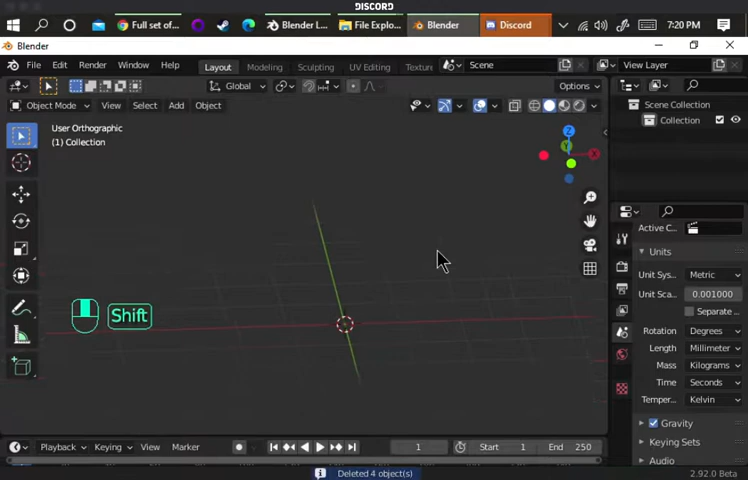 DISCORD
Full set of...
Blender L...
File Explo...
Blender
Discord
7:20 PM
Blender
File Edit Render Window Help Layout Modeling Sculpting UV Editing Textur Scene View Layer
Global Options
Object Mode View Select Add Object
User Orthographic
(1) Collection
Z
Y
X
Shift
Scene Collection
Collection
Active C...
Units
Unit Sys... Metric
Unit Sca... 0.001000
Separate ...
Rotation Degrees
Length Millimeter
Mass Kilograms
Time Seconds
Temper... Kelvin
Gravity
Keying Sets
Audio
Playback Keying View Marker 1 Start 1 End 250
Deleted 4 object(s)
2.92.0 Beta